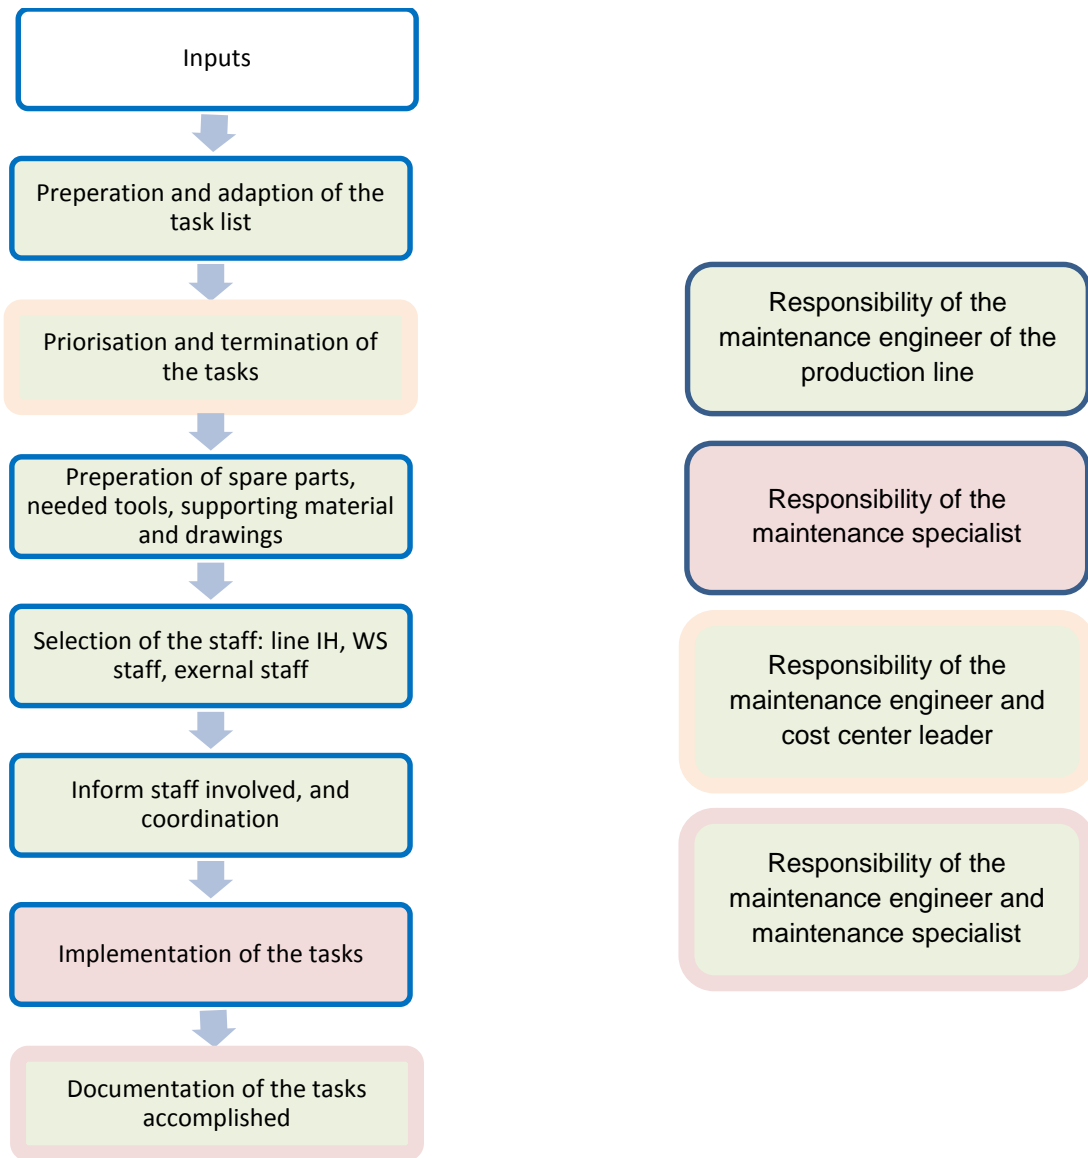 Inputs
Preperation and adaption of the
task list
Priorisation and termination of
the tasks
Preperation of spare parts,
needed tools, supporting material
and drawings
Selection of the staff: line IH, WS
staff, exernal staff
Inform staff involved, and
coordination
Implementation of the tasks
Documentation of the tasks
accomplished
Responsibility of the
maintenance engineer of the
production line
Responsibility of the
maintenance specialist
Responsibility of the
maintenance engineer and
cost center leader
Responsibility of the
maintenance engineer and
maintenance specialist